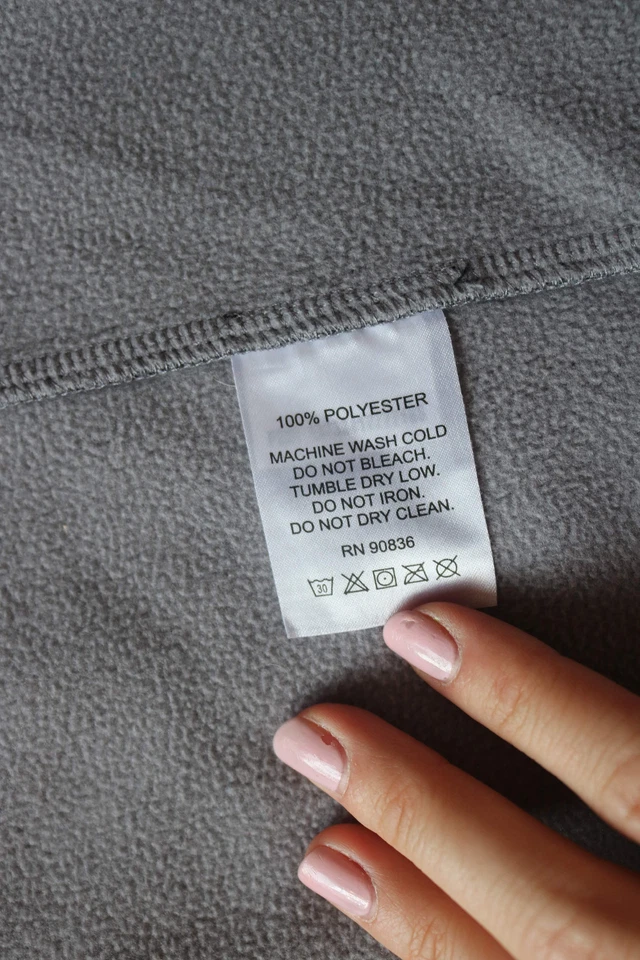 100% POLYESTER
MACHINE WASH COLD
DO NOT BLEACH.
TUMBLE DRY LOW.
DO NOT IRON.
DO NOT DRY CLEAN.
RN 90836
30